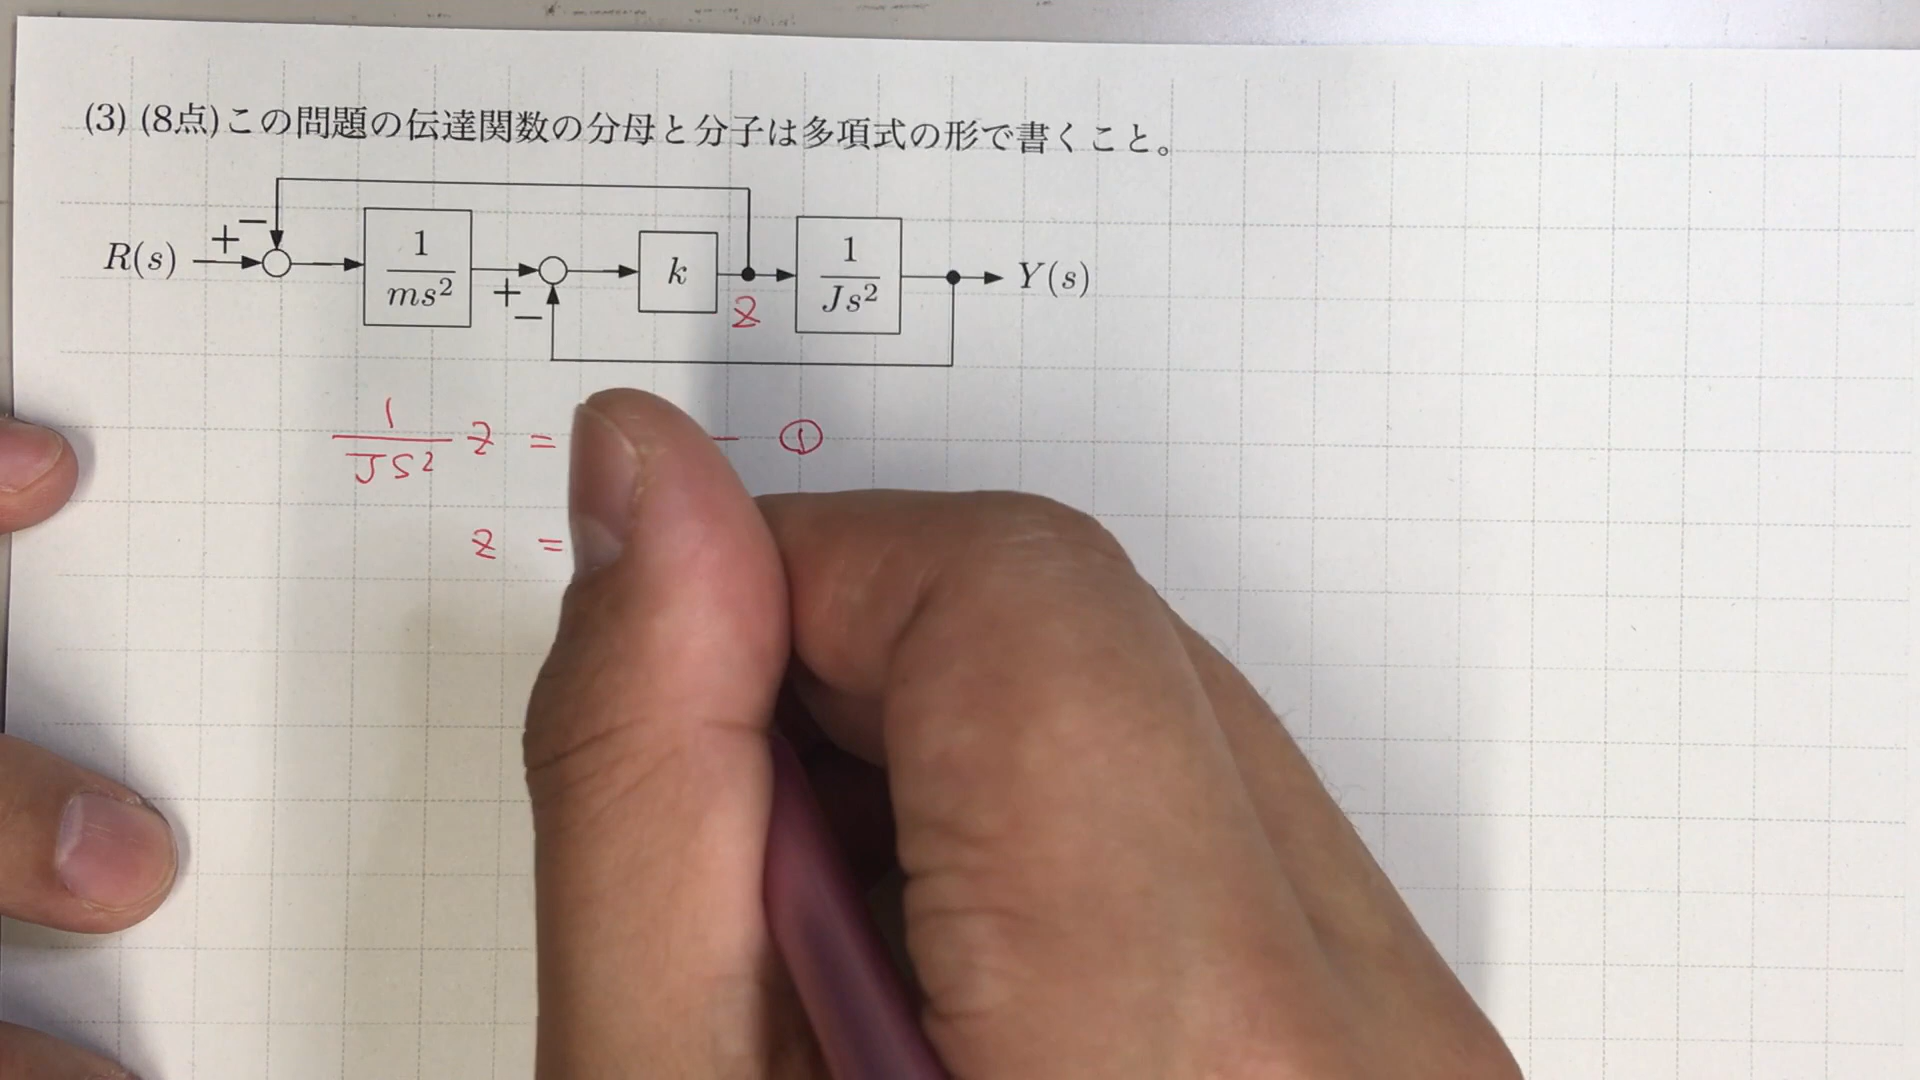 (3) (8点)この問題の伝達関数の分母と分子は多項式の形で書くこと。
R(s) + − 1/ms² + − k z 1/Js² Y(s)
1/Js² z = − ①
z =